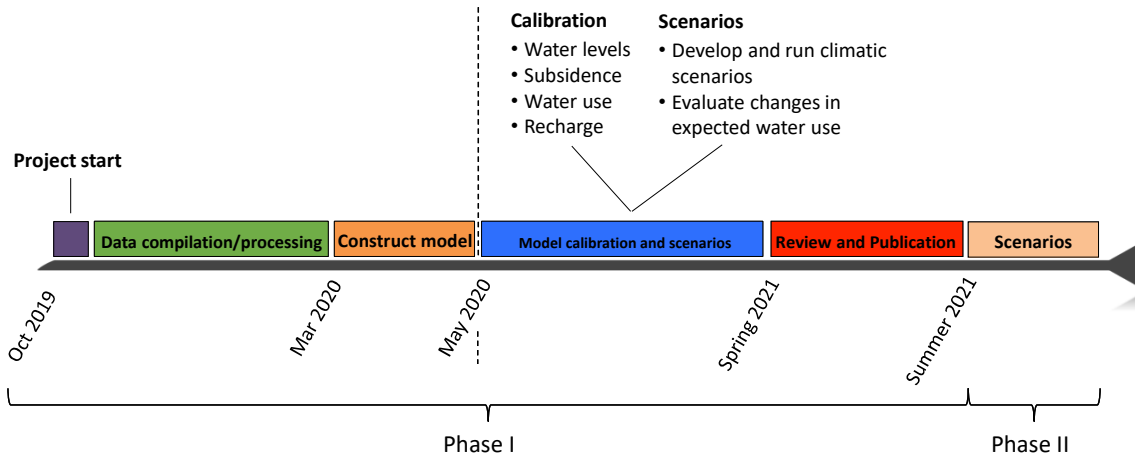 Calibration
• Water levels
• Subsidence
• Water use
• Recharge
Scenarios
• Develop and run climatic
scenarios
• Evaluate changes in
expected water use
Project start
Data compilation/processing
Construct model
Model calibration and scenarios
Review and Publication
Scenarios
Oct 2019
Mar 2020
May 2020
Spring 2021
Summer 2021
Phase I
Phase II